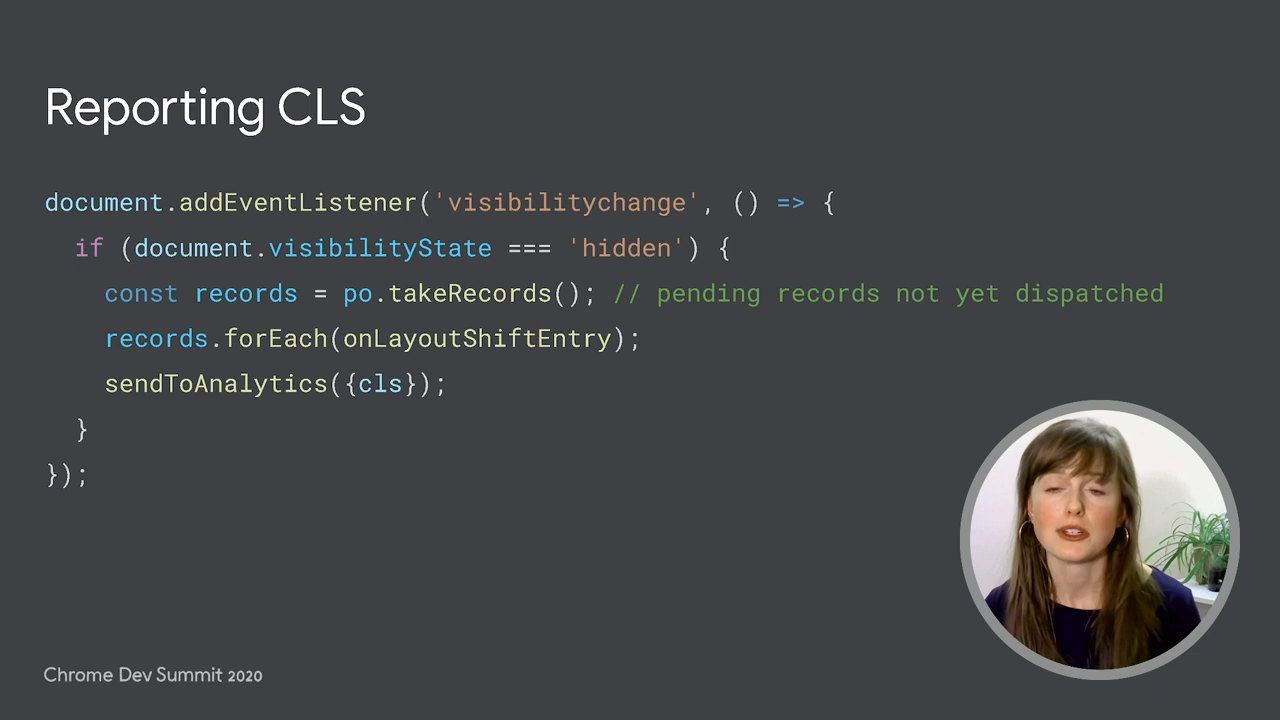 Reporting CLS
document.addEventListener('visibilitychange', () => {
if (document.visibilityState === 'hidden') {
const records = po.takeRecords(); // pending records not yet dispatched
records.forEach(onLayoutShiftEntry);
sendToAnalytics({cls});
}
});
Chrome Dev Summit 2020